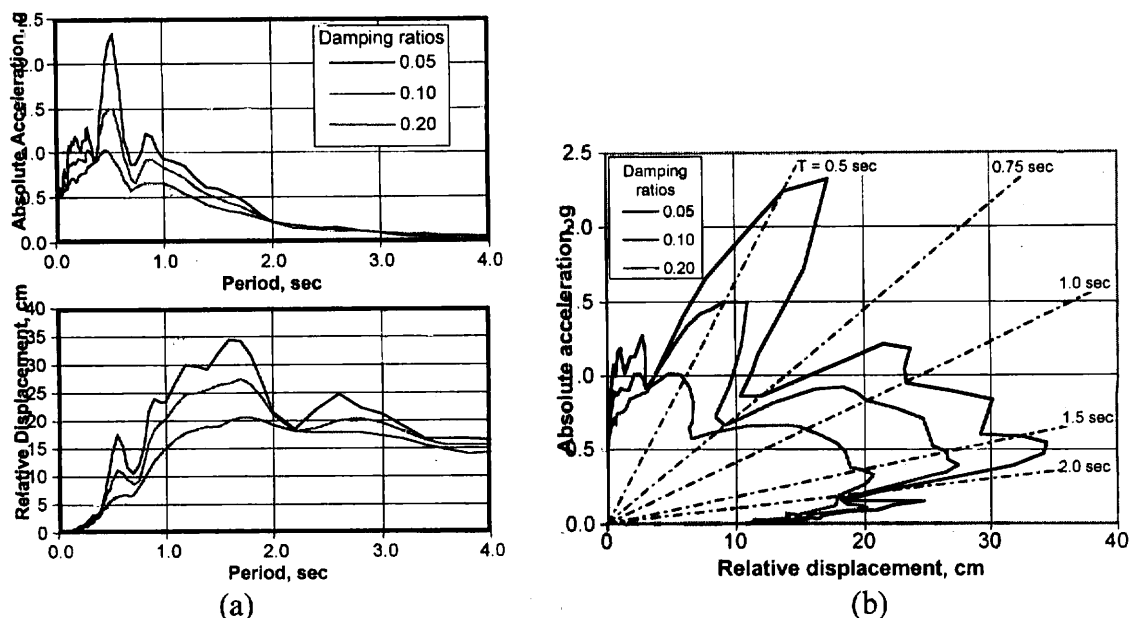 Absolute Acceleration, g
.5
.0
.5
.0
.5
.0
Damping ratios
0.05
0.10
0.20
0.0 1.0 2.0 3.0 4.0
Period, sec
Relative Displacement, cm
40
35
30
25
20
15
10
5
0
0.0 1.0 2.0 3.0 4.0
Period, sec
(a)
Absolute acceleration, g
2.5
.0
.5
.0
.5
.0
Damping
ratios
0.05
0.10
0.20
T = 0.5 sec
0.75 sec
1.0 sec
1.5 sec
2.0 sec
0 10 20 30 40
Relative displacement, cm
(b)